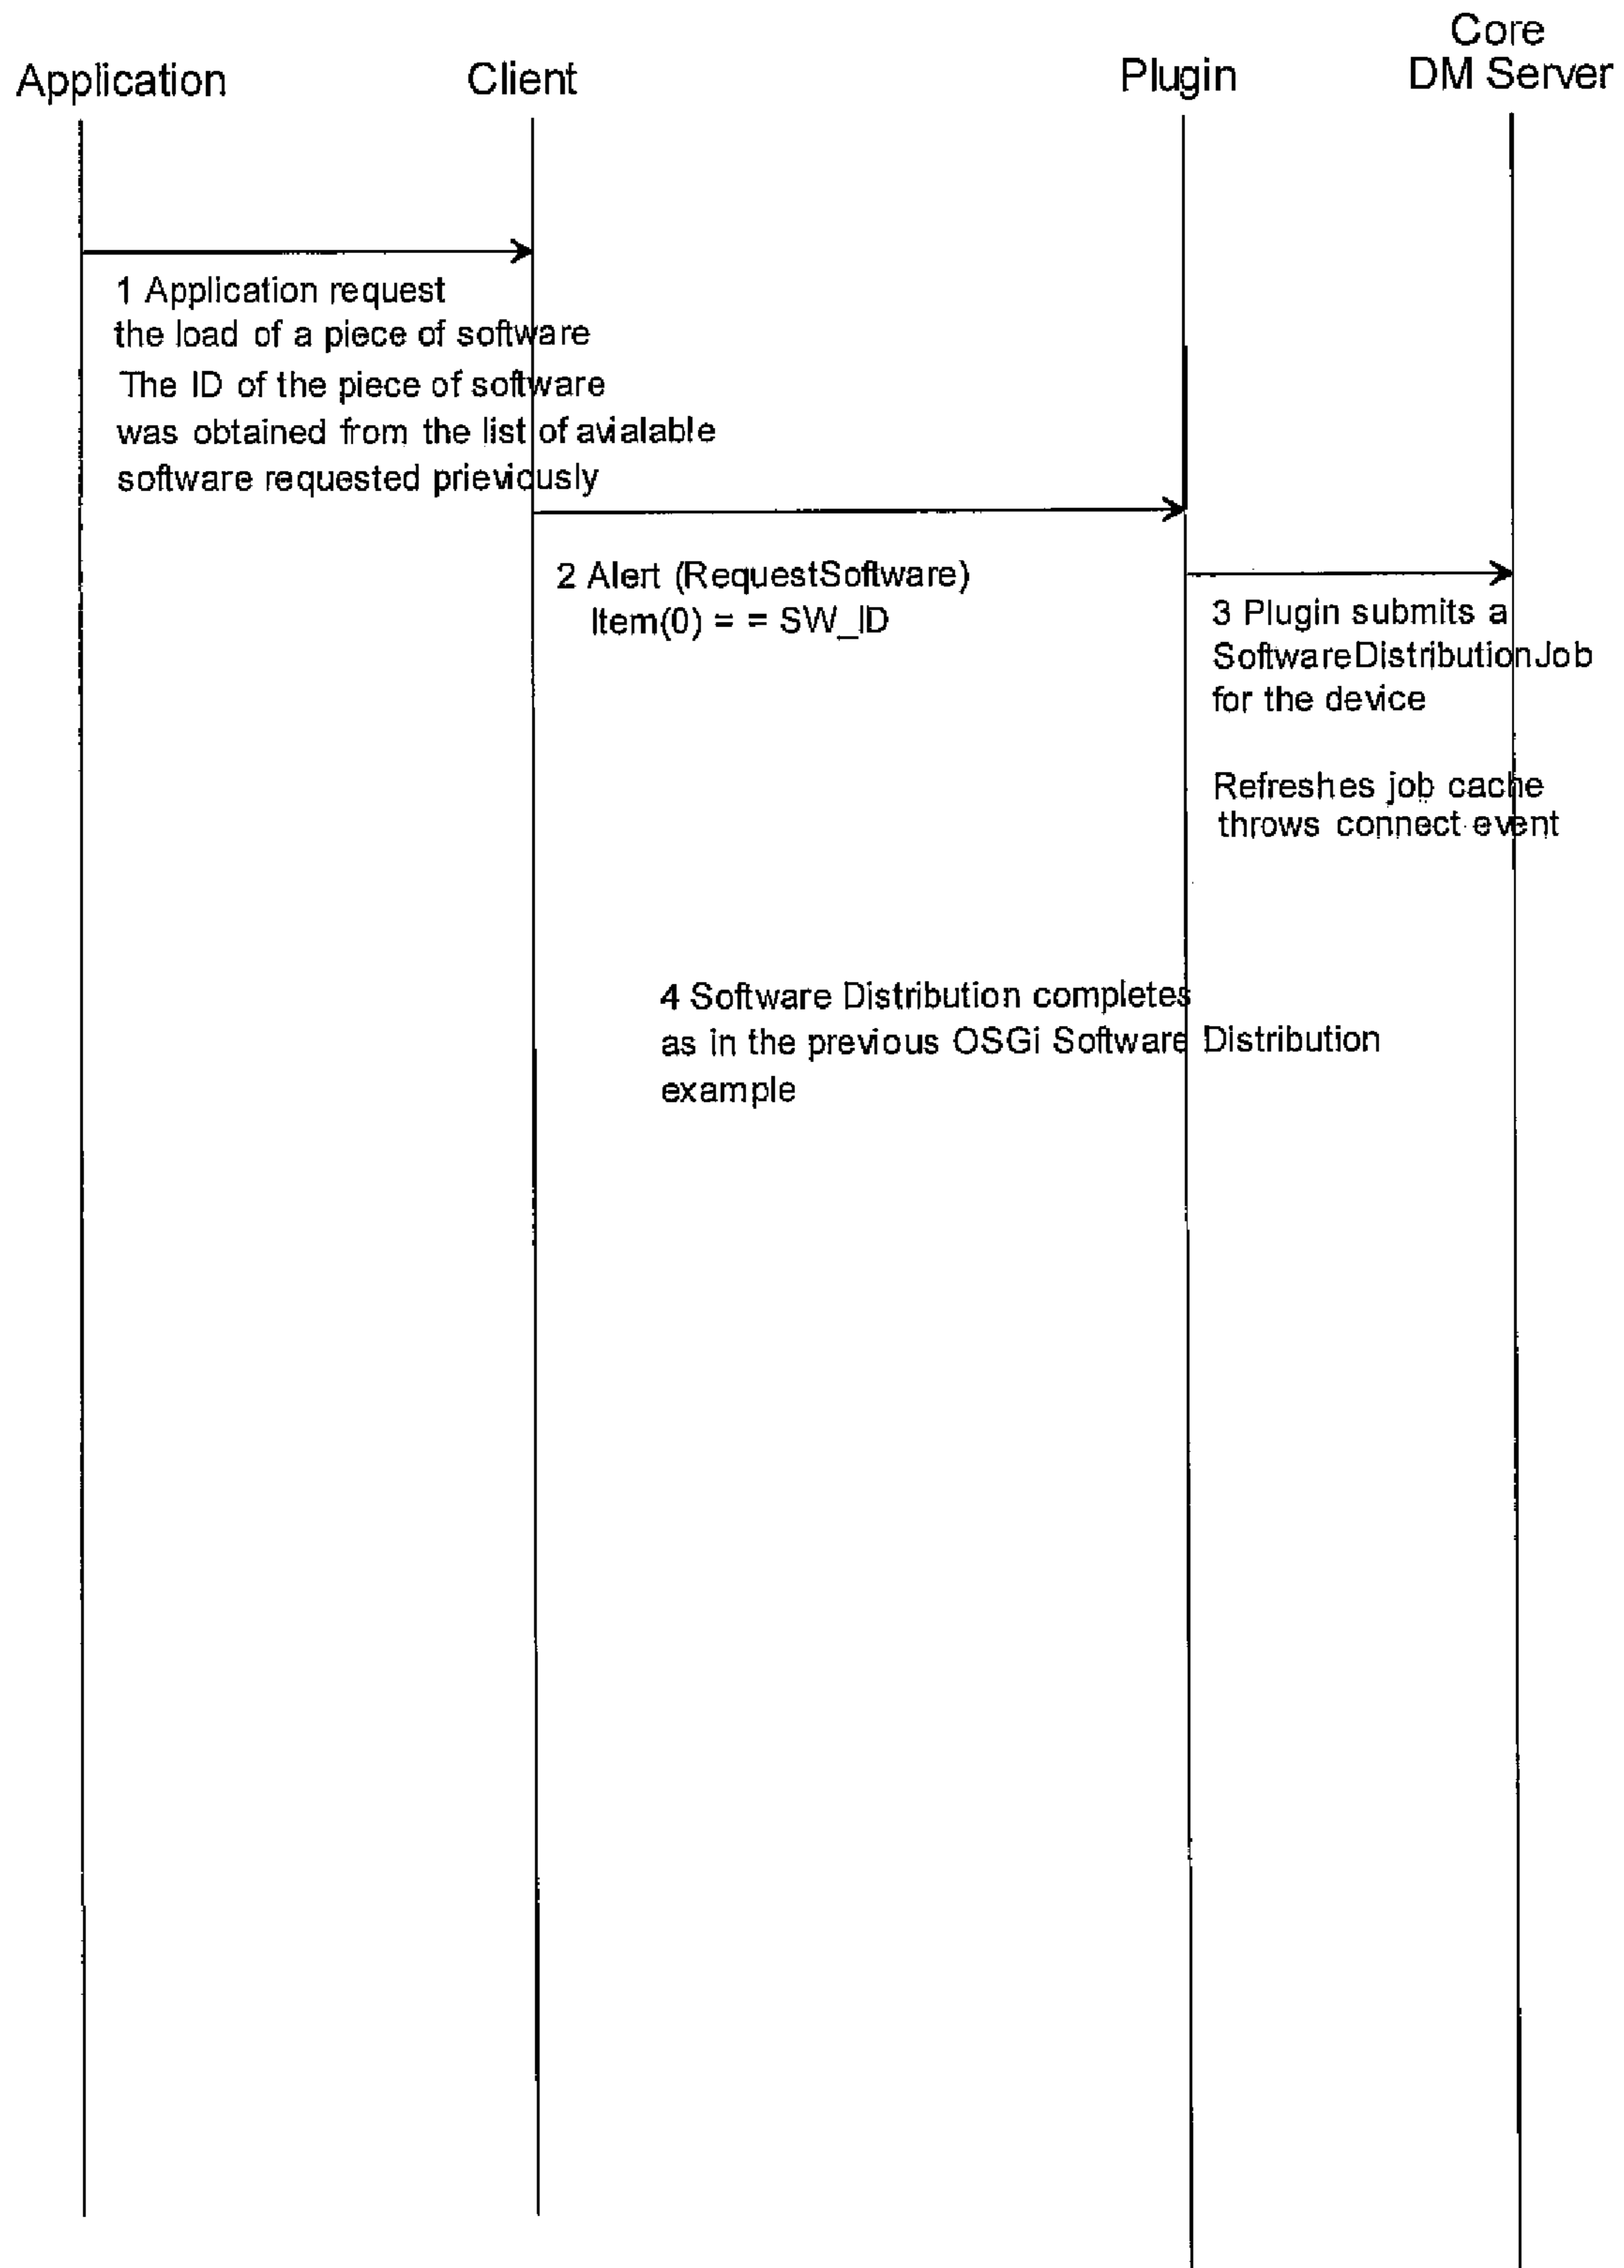 Application
Client
Plugin
Core
DM Server
1 Application request
the load of a piece of software
The ID of the piece of software
was obtained from the list of avialable
software requested prieviously
2 Alert (RequestSoftware)
Item(0) = = SW_ID
3 Plugin submits a
SoftwareDistributionJob
for the device
Refreshes job cache
throws connect event
4 Software Distribution completes
as in the previous OSGi Software Distribution
example